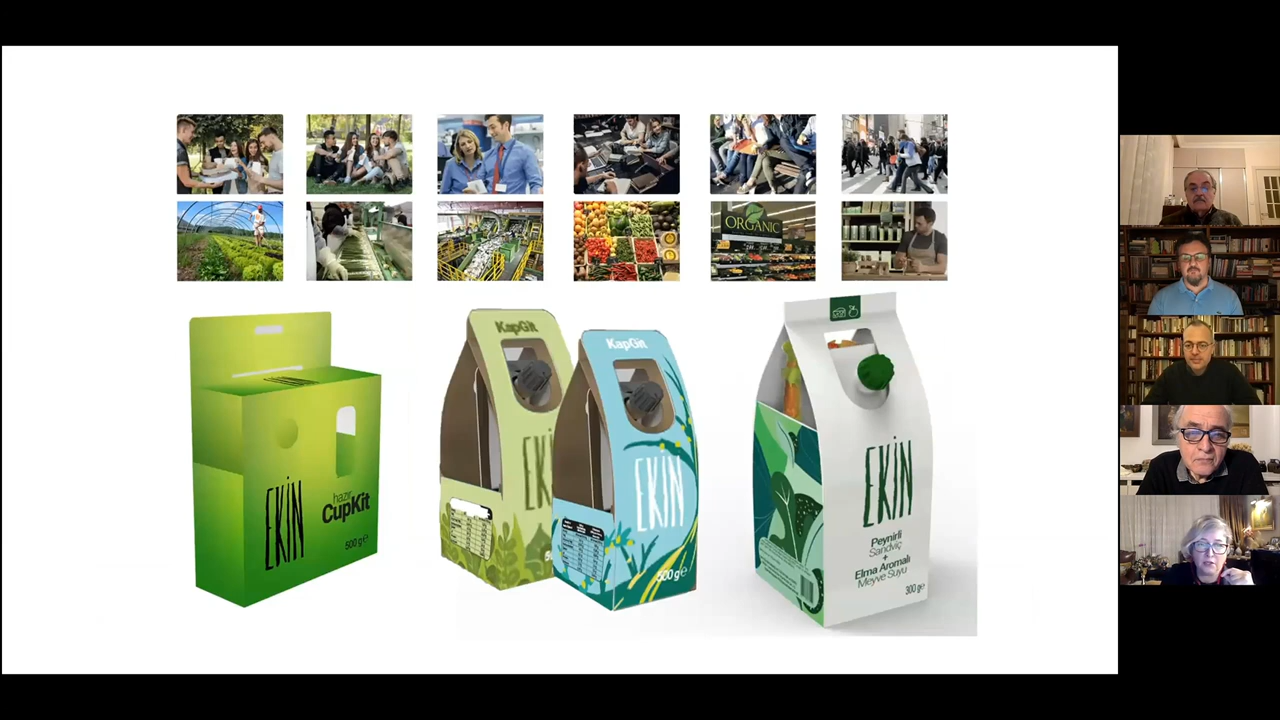 ORGANIC
EKİN
hazır
CupKit
500 g℮
KapGit
EKİN
KapGit
EKİN
500 g℮
EKİN
Peynirli
Sandviç
+
Elma Aromalı
Meyve Suyu
300 g℮